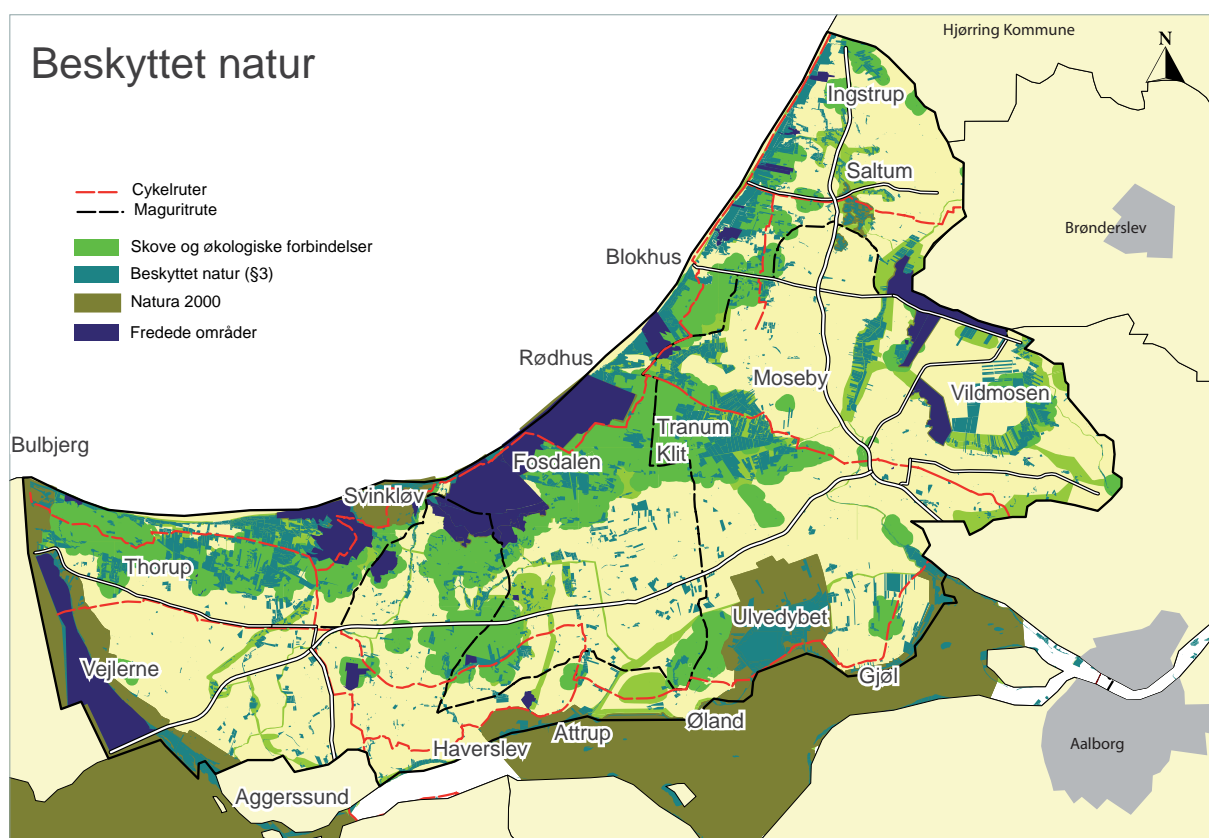 Beskyttet natur
Cykelruter
Maguritrute
Skove og økologiske forbindelser
Beskyttet natur (§3)
Natura 2000
Fredede områder
Hjørring Kommune
N
Ingstrup
Saltum
Brønderslev
Blokhus
Rødhus
Moseby
Vildmosen
Tranum
Klit
Bulbjerg
Fosdalen
Svinkløv
Thorup
Ulvedybet
Vejlerne
Gjøl
Øland
Attrup
Haverslev
Aalborg
Aggerssund